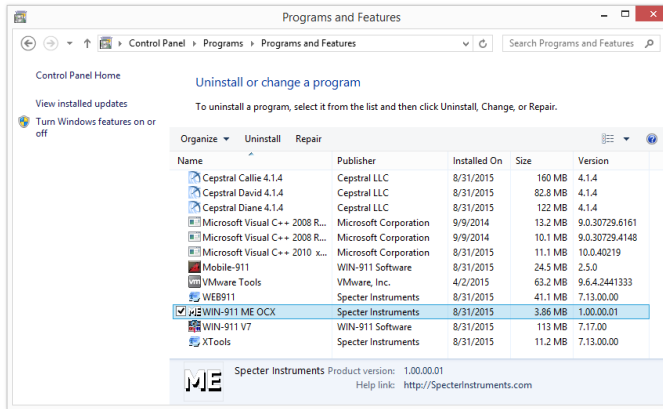 Programs and Features
Control Panel Programs Programs and Features Search Programs and Features
Control Panel Home
View installed updates
Turn Windows features on or
off
Uninstall or change a program
To uninstall a program, select it from the list and then click Uninstall, Change, or Repair.
Organize Uninstall Repair
Name Publisher Installed On Size Version
Cepstral Callie 4.1.4 Cepstral LLC 8/31/2015 160 MB 4.1.4
Cepstral David 4.1.4 Cepstral LLC 8/31/2015 82.8 MB 4.1.4
Cepstral Diane 4.1.4 Cepstral LLC 8/31/2015 122 MB 4.1.4
Microsoft Visual C++ 2008 R... Microsoft Corporation 9/9/2014 13.2 MB 9.0.30729.6161
Microsoft Visual C++ 2008 R... Microsoft Corporation 9/9/2014 10.1 MB 9.0.30729.4148
Microsoft Visual C++ 2010 x... Microsoft Corporation 8/31/2015 11.1 MB 10.0.40219
Mobile-911 WIN-911 Software 8/31/2015 24.5 MB 2.5.0
vm VMware Tools VMware, Inc. 4/2/2015 63.2 MB 9.6.4.2441333
WEB911 Specter Instruments 8/31/2015 41.1 MB 7.13.00.00
ME WIN-911 ME OCX Specter Instruments 8/31/2015 3.86 MB 1.00.00.01
WIN-911 V7 WIN-911 Software 8/31/2015 113 MB 7.17.00
XTools Specter Instruments 8/31/2015 11.2 MB 7.13.00.00
ME Specter Instruments Product version: 1.00.00.01
Help link: http://SpecterInstruments.com